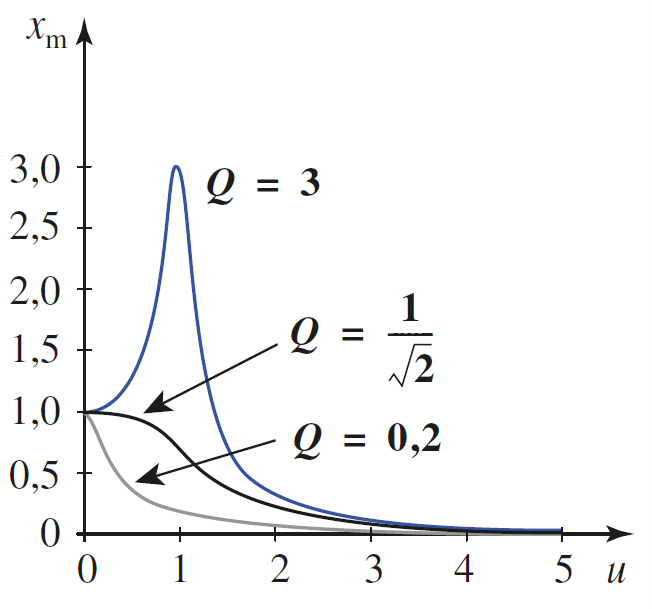 xₘ
3,0
Q = 3
2,5
2,0
Q = 1/√2
1,5
1,0
Q = 0,2
0,5
0
0 1 2 3 4 5 u